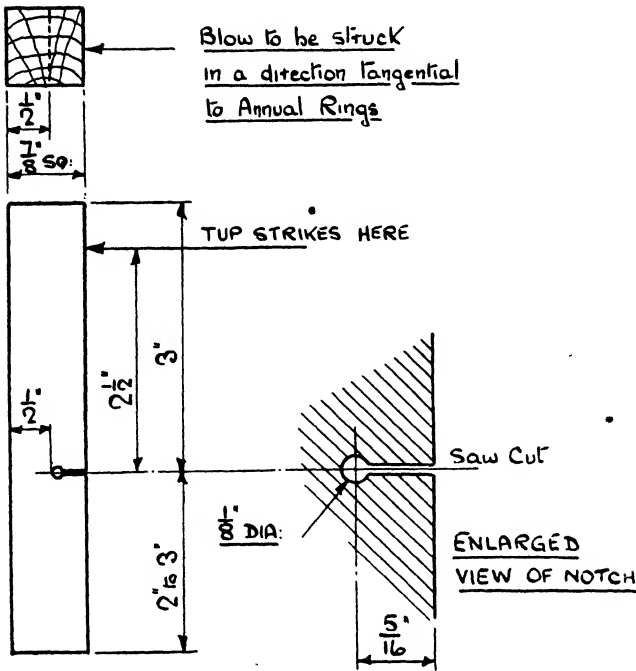 Blow to be struck
in a direction tangential
to Annual Rings
1/2"
7/8" SQ:
TUP STRIKES HERE
3"
2 1/2"
1/2"
Saw Cut
1/8" DIA:
ENLARGED
VIEW OF NOTCH
2" to 3"
5/16"